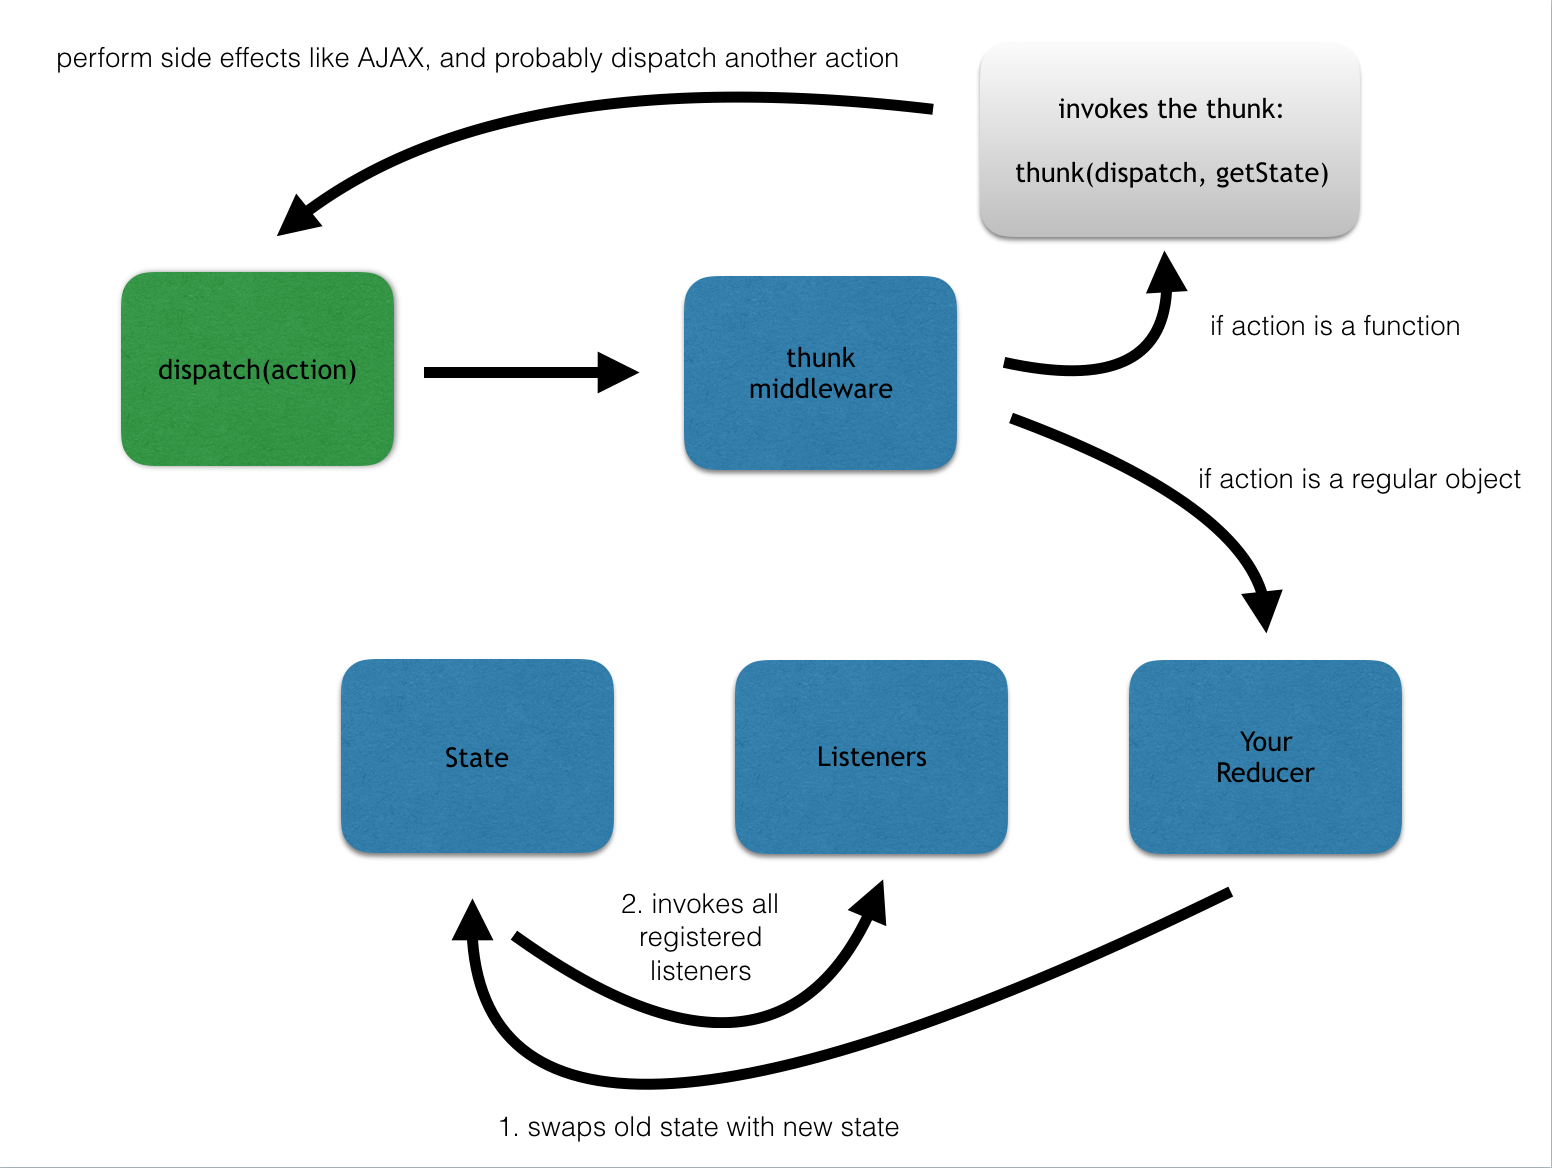 perform side effects like AJAX, and probably dispatch another action
invokes the thunk:
thunk(dispatch, getState)
dispatch(action)
thunk
middleware
if action is a function
if action is a regular object
State
Listeners
Your
Reducer
2. invokes all
registered
listeners
1. swaps old state with new state